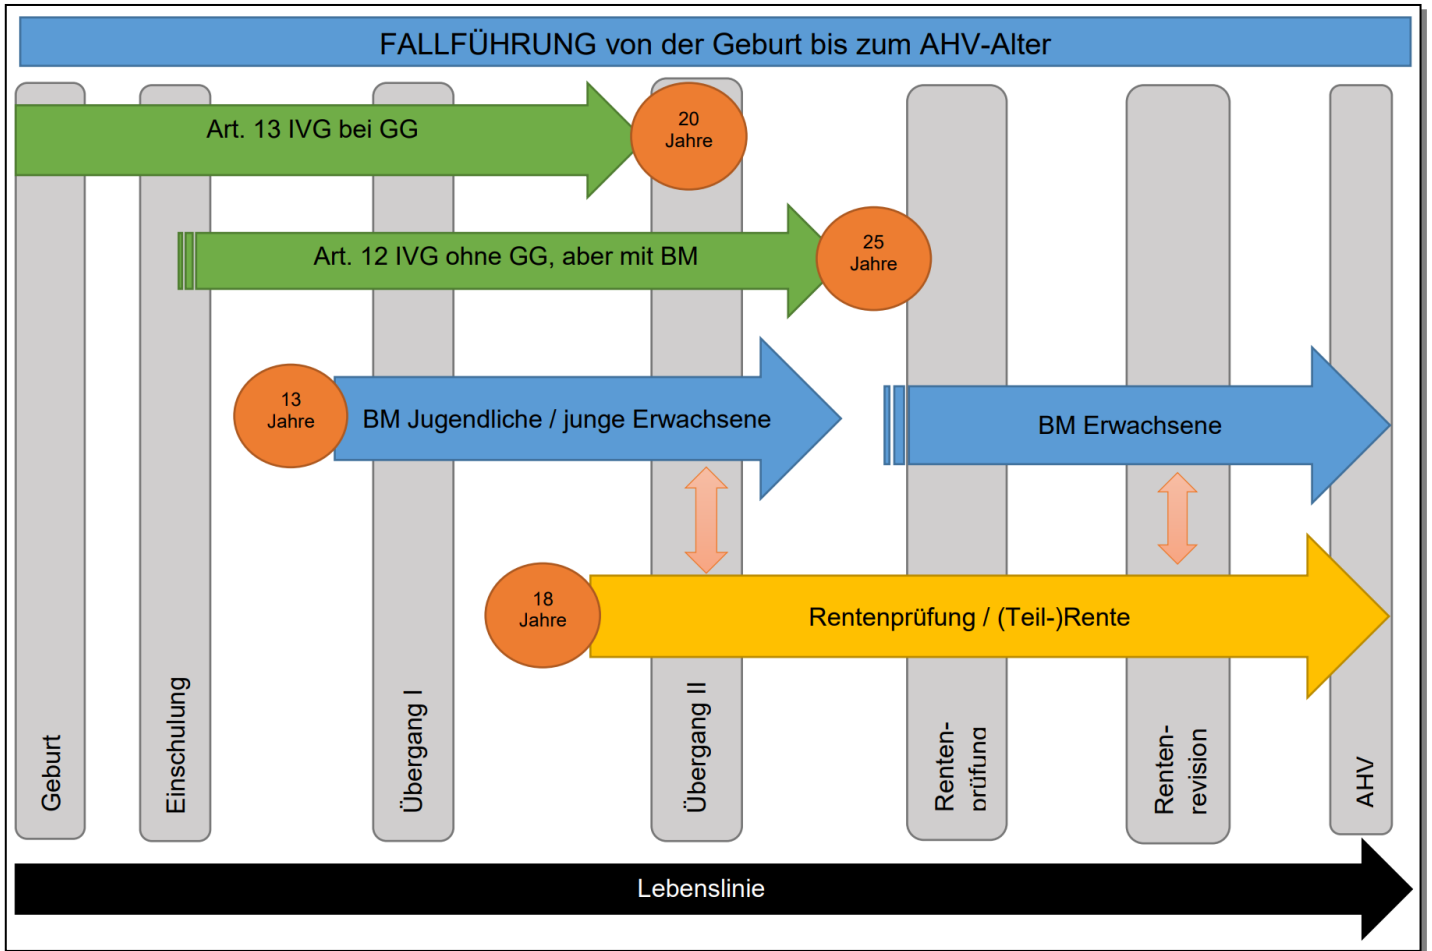 FALLFÜHRUNG von der Geburt bis zum AHV-Alter
Art. 13 IVG bei GG
20
Jahre
Art. 12 IVG ohne GG, aber mit BM
25
Jahre
13
Jahre
BM Jugendliche / junge Erwachsene
BM Erwachsene
18
Jahre
Rentenprüfung / (Teil-)Rente
Geburt
Einschulung
Übergang I
Übergang II
Renten-
prüfung
Renten-
revision
AHV
Lebenslinie